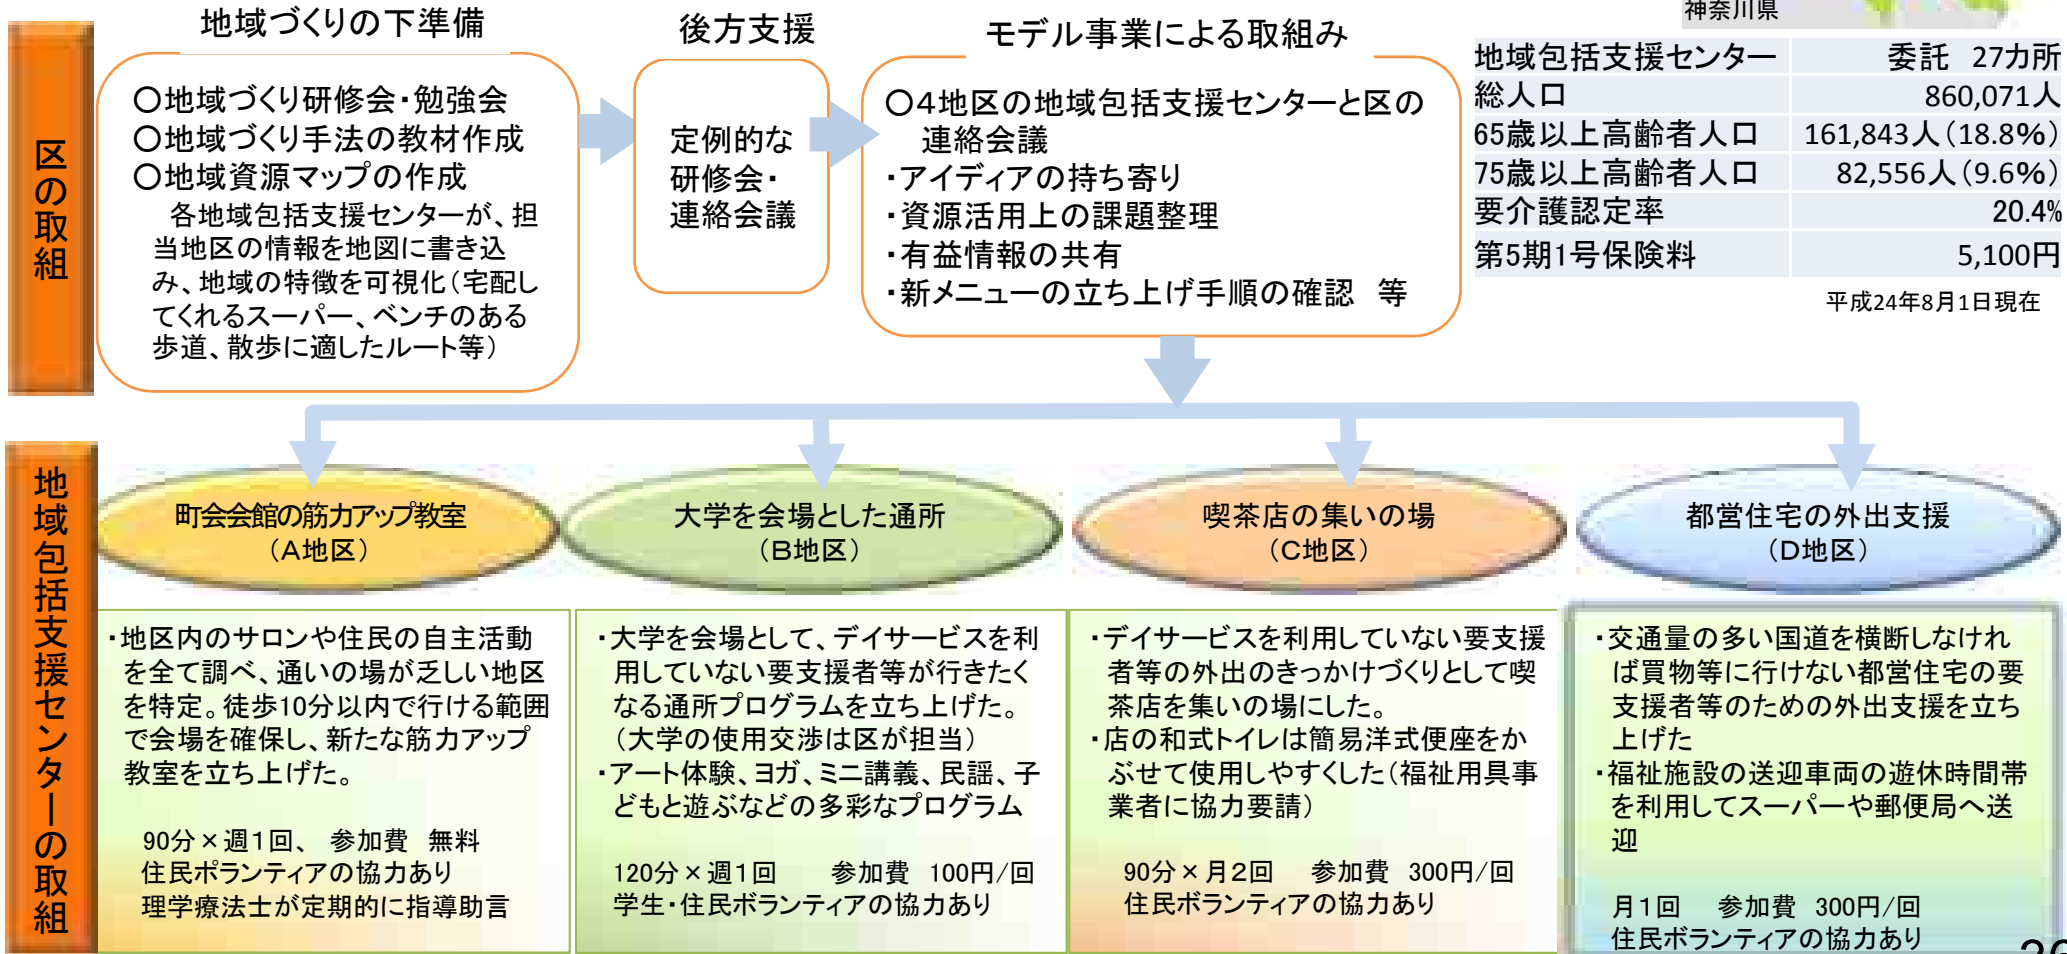 地域づくりの下準備
後方支援
モデル事業による取組み
神奈川県
区の取組
〇地域づくり研修会・勉強会
〇地域づくり手法の教材作成
〇地域資源マップの作成
各地域包括支援センターが、担
当地区の情報を地図に書き込
み、地域の特徴を可視化(宅配し
てくれるスーパー、ベンチのある
歩道、散歩に適したルート等)
定例的な
研修会・
連絡会議
〇4地区の地域包括支援センターと区の
連絡会議
・アイディアの持ち寄り
・資源活用上の課題整理
・有益情報の共有
・新メニューの立ち上げ手順の確認 等
地域包括支援センター 委託 27カ所
総人口 860,071人
65歳以上高齢者人口 161,843人(18.8%)
75歳以上高齢者人口 82,556人(9.6%)
要介護認定率 20.4%
第5期1号保険料 5,100円
平成24年8月1日現在
地域包括支援センターの取組
町会会館の筋力アップ教室
(A地区)
・地区内のサロンや住民の自主活動
を全て調べ、通いの場が乏しい地区
を特定。徒歩10分以内で行ける範囲
で会場を確保し、新たな筋力アップ
教室を立ち上げた。
90分×週1回、 参加費 無料
住民ボランティアの協力あり
理学療法士が定期的に指導助言
大学を会場とした通所
(B地区)
・大学を会場として、デイサービスを利
用していない要支援者等が行きたく
なる通所プログラムを立ち上げた。
(大学の使用交渉は区が担当)
・アート体験、ヨガ、ミニ講義、民謡、子
どもと遊ぶなどの多彩なプログラム
120分×週1回 参加費 100円/回
学生・住民ボランティアの協力あり
喫茶店の集いの場
(C地区)
・デイサービスを利用していない要支援
者等の外出のきっかけづくりとして喫
茶店を集いの場にした。
・店の和式トイレは簡易洋式便座をか
ぶせて使用しやすくした(福祉用具事
業者に協力要請)
90分×月2回 参加費 300円/回
住民ボランティアの協力あり
都営住宅の外出支援
(D地区)
・交通量の多い国道を横断しなけれ
ば買物等に行けない都営住宅の要
支援者等のための外出支援を立ち
上げた
・福祉施設の送迎車両の遊休時間帯
を利用してスーパーや郵便局へ送
迎
月1回 参加費 300円/回
住民ボランティアの協力あり